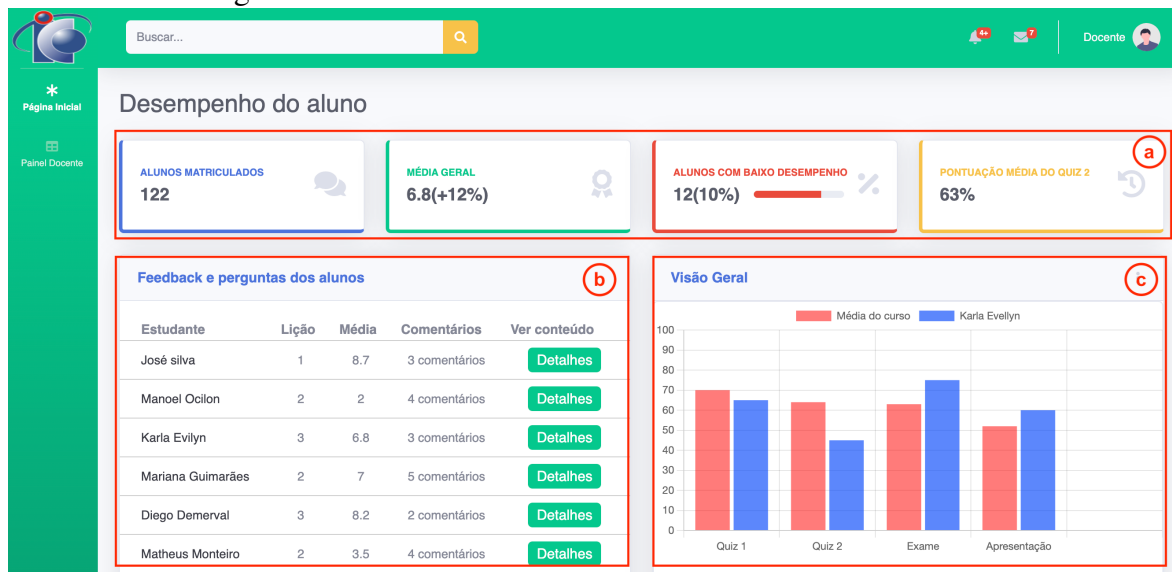 Buscar...
4+
7
Docente
Página Inicial
Painel Docente
Desempenho do aluno
a
ALUNOS MATRICULADOS
122
MÉDIA GERAL
6.8(+12%)
ALUNOS COM BAIXO DESEMPENHO
12(10%)
PONTUAÇÃO MÉDIA DO QUIZ 2
63%
Feedback e perguntas dos alunos
b
Estudante Lição Média Comentários Ver conteúdo
José silva 1 8.7 3 comentários Detalhes
Manoel Ocilon 2 2 4 comentários Detalhes
Karla Evilyn 3 6.8 3 comentários Detalhes
Mariana Guimarães 2 7 5 comentários Detalhes
Diego Demerval 3 8.2 2 comentários Detalhes
Matheus Monteiro 2 3.5 4 comentários Detalhes
Visão Geral
c
Média do curso Karla Evellyn
100
90
80
70
60
50
40
30
20
10
0
Quiz 1 Quiz 2 Exame Apresentação